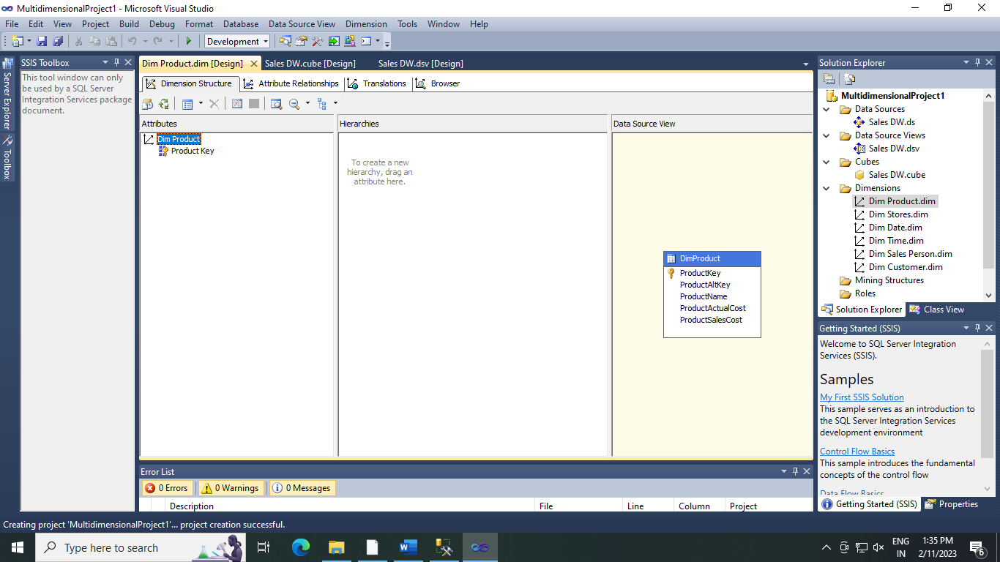 MultidimensionalProject1 - Microsoft Visual Studio
File Edit View Project Build Debug Format Database Data Source View Dimension Tools Window Help
Development
Server Explorer
Toolbox
SSIS Toolbox
This tool window can only
be used by a SQL Server
Integration Services package
document.
Dim Product.dim [Design] Sales DW.cube [Design] Sales DW.dsv [Design]
Dimension Structure Attribute Relationships Translations Browser
Attributes
Dim Product
Product Key
Hierarchies
To create a new
hierarchy, drag an
attribute here.
Data Source View
DimProduct
ProductKey
ProductAltKey
ProductName
ProductActualCost
ProductSalesCost
Error List
0 Errors 0 Warnings 0 Messages
Description File Line Column Project
Solution Explorer
MultidimensionalProject1
Data Sources
Sales DW.ds
Data Source Views
Sales DW.dsv
Cubes
Sales DW.cube
Dimensions
Dim Product.dim
Dim Stores.dim
Dim Date.dim
Dim Time.dim
Dim Sales Person.dim
Dim Customer.dim
Mining Structures
Roles
Solution Explorer Class View
Getting Started (SSIS)
Welcome to SQL Server Integration
Services (SSIS).
Samples
My First SSIS Solution
This sample serves as an introduction to
the SQL Server Integration Services
development environment
Control Flow Basics
This sample introduces the fundamental
concepts of the control flow
Data Flow Basics
Getting Started (SSIS) Properties
Creating project 'MultidimensionalProject1'... project creation successful.
Type here to search
ENG
IN
1:35 PM
2/11/2023
6